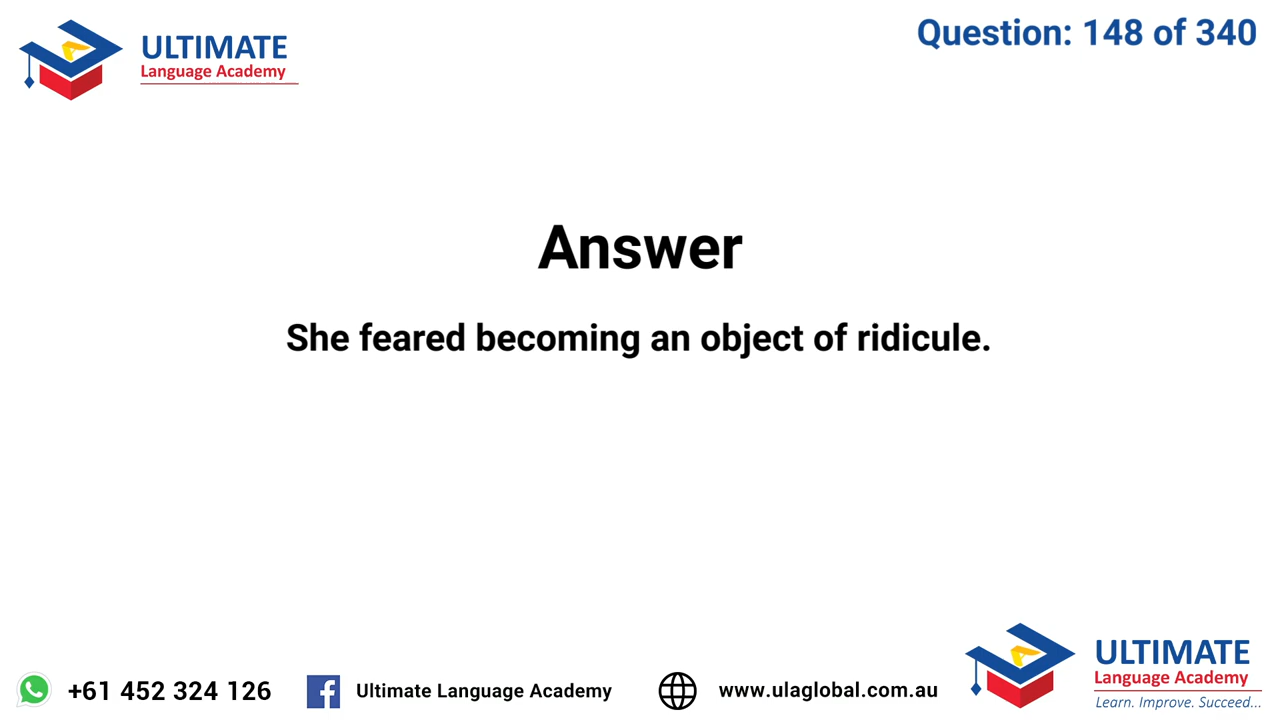 ULTIMATE
Language Academy
Question: 148 of 340
Answer
She feared becoming an object of ridicule.
+61 452 324 126
Ultimate Language Academy
www.ulaglobal.com.au
ULTIMATE
Language Academy
Learn. Improve. Succeed...